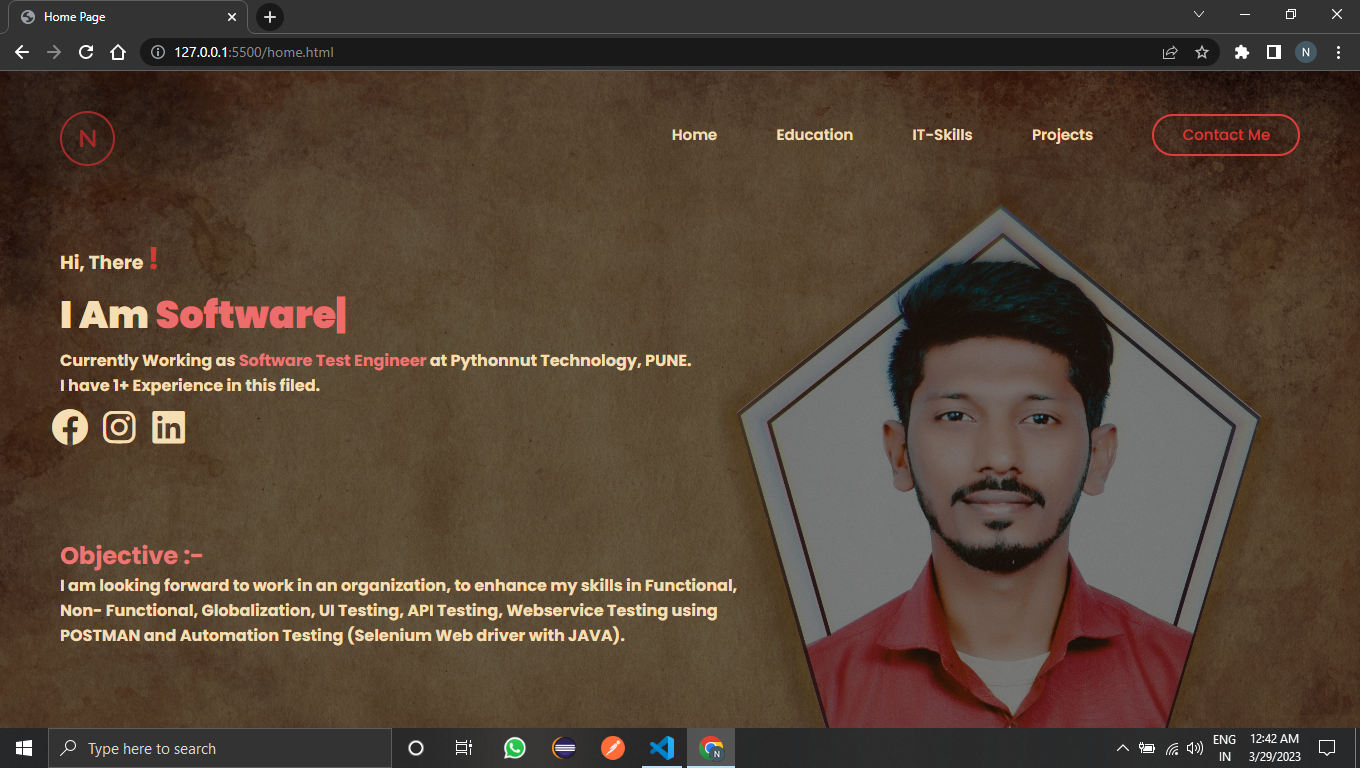 Home Page
127.0.0.1:5500/home.html
N
N
Home Education IT-Skills Projects Contact Me
Hi, There !
I Am Software|
Currently Working as Software Test Engineer at Pythonnut Technology, PUNE.
I have 1+ Experience in this filed.
Objective :-
I am looking forward to work in an organization, to enhance my skills in Functional,
Non- Functional, Globalization, UI Testing, API Testing, Webservice Testing using
POSTMAN and Automation Testing (Selenium Web driver with JAVA).
Type here to search
N
ENG
IN
12:42 AM
3/29/2023